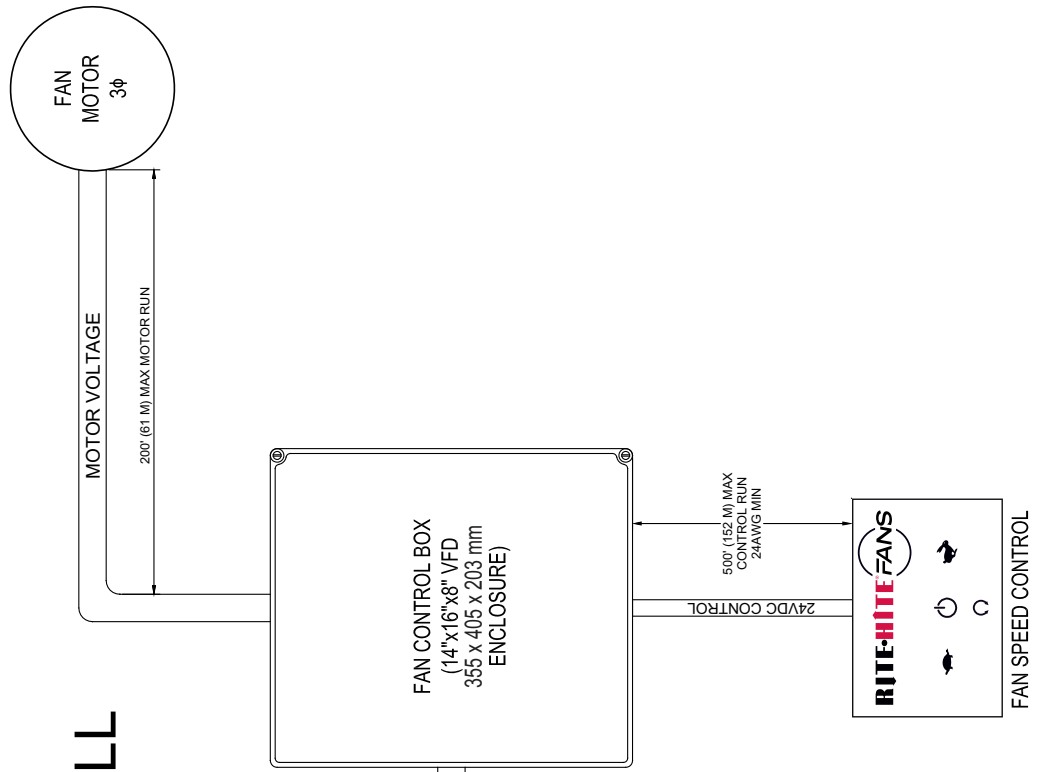 FAN
MOTOR
3ϕ
MOTOR VOLTAGE
200' (61 M) MAX MOTOR RUN
LL
FAN CONTROL BOX
(14"x16"x8" VFD
355 x 405 x 203 mm
ENCLOSURE)
500' (152 M) MAX
CONTROL RUN
24AWG MIN
24VDC CONTROL
RITE·HITE® FANS
FAN SPEED CONTROL